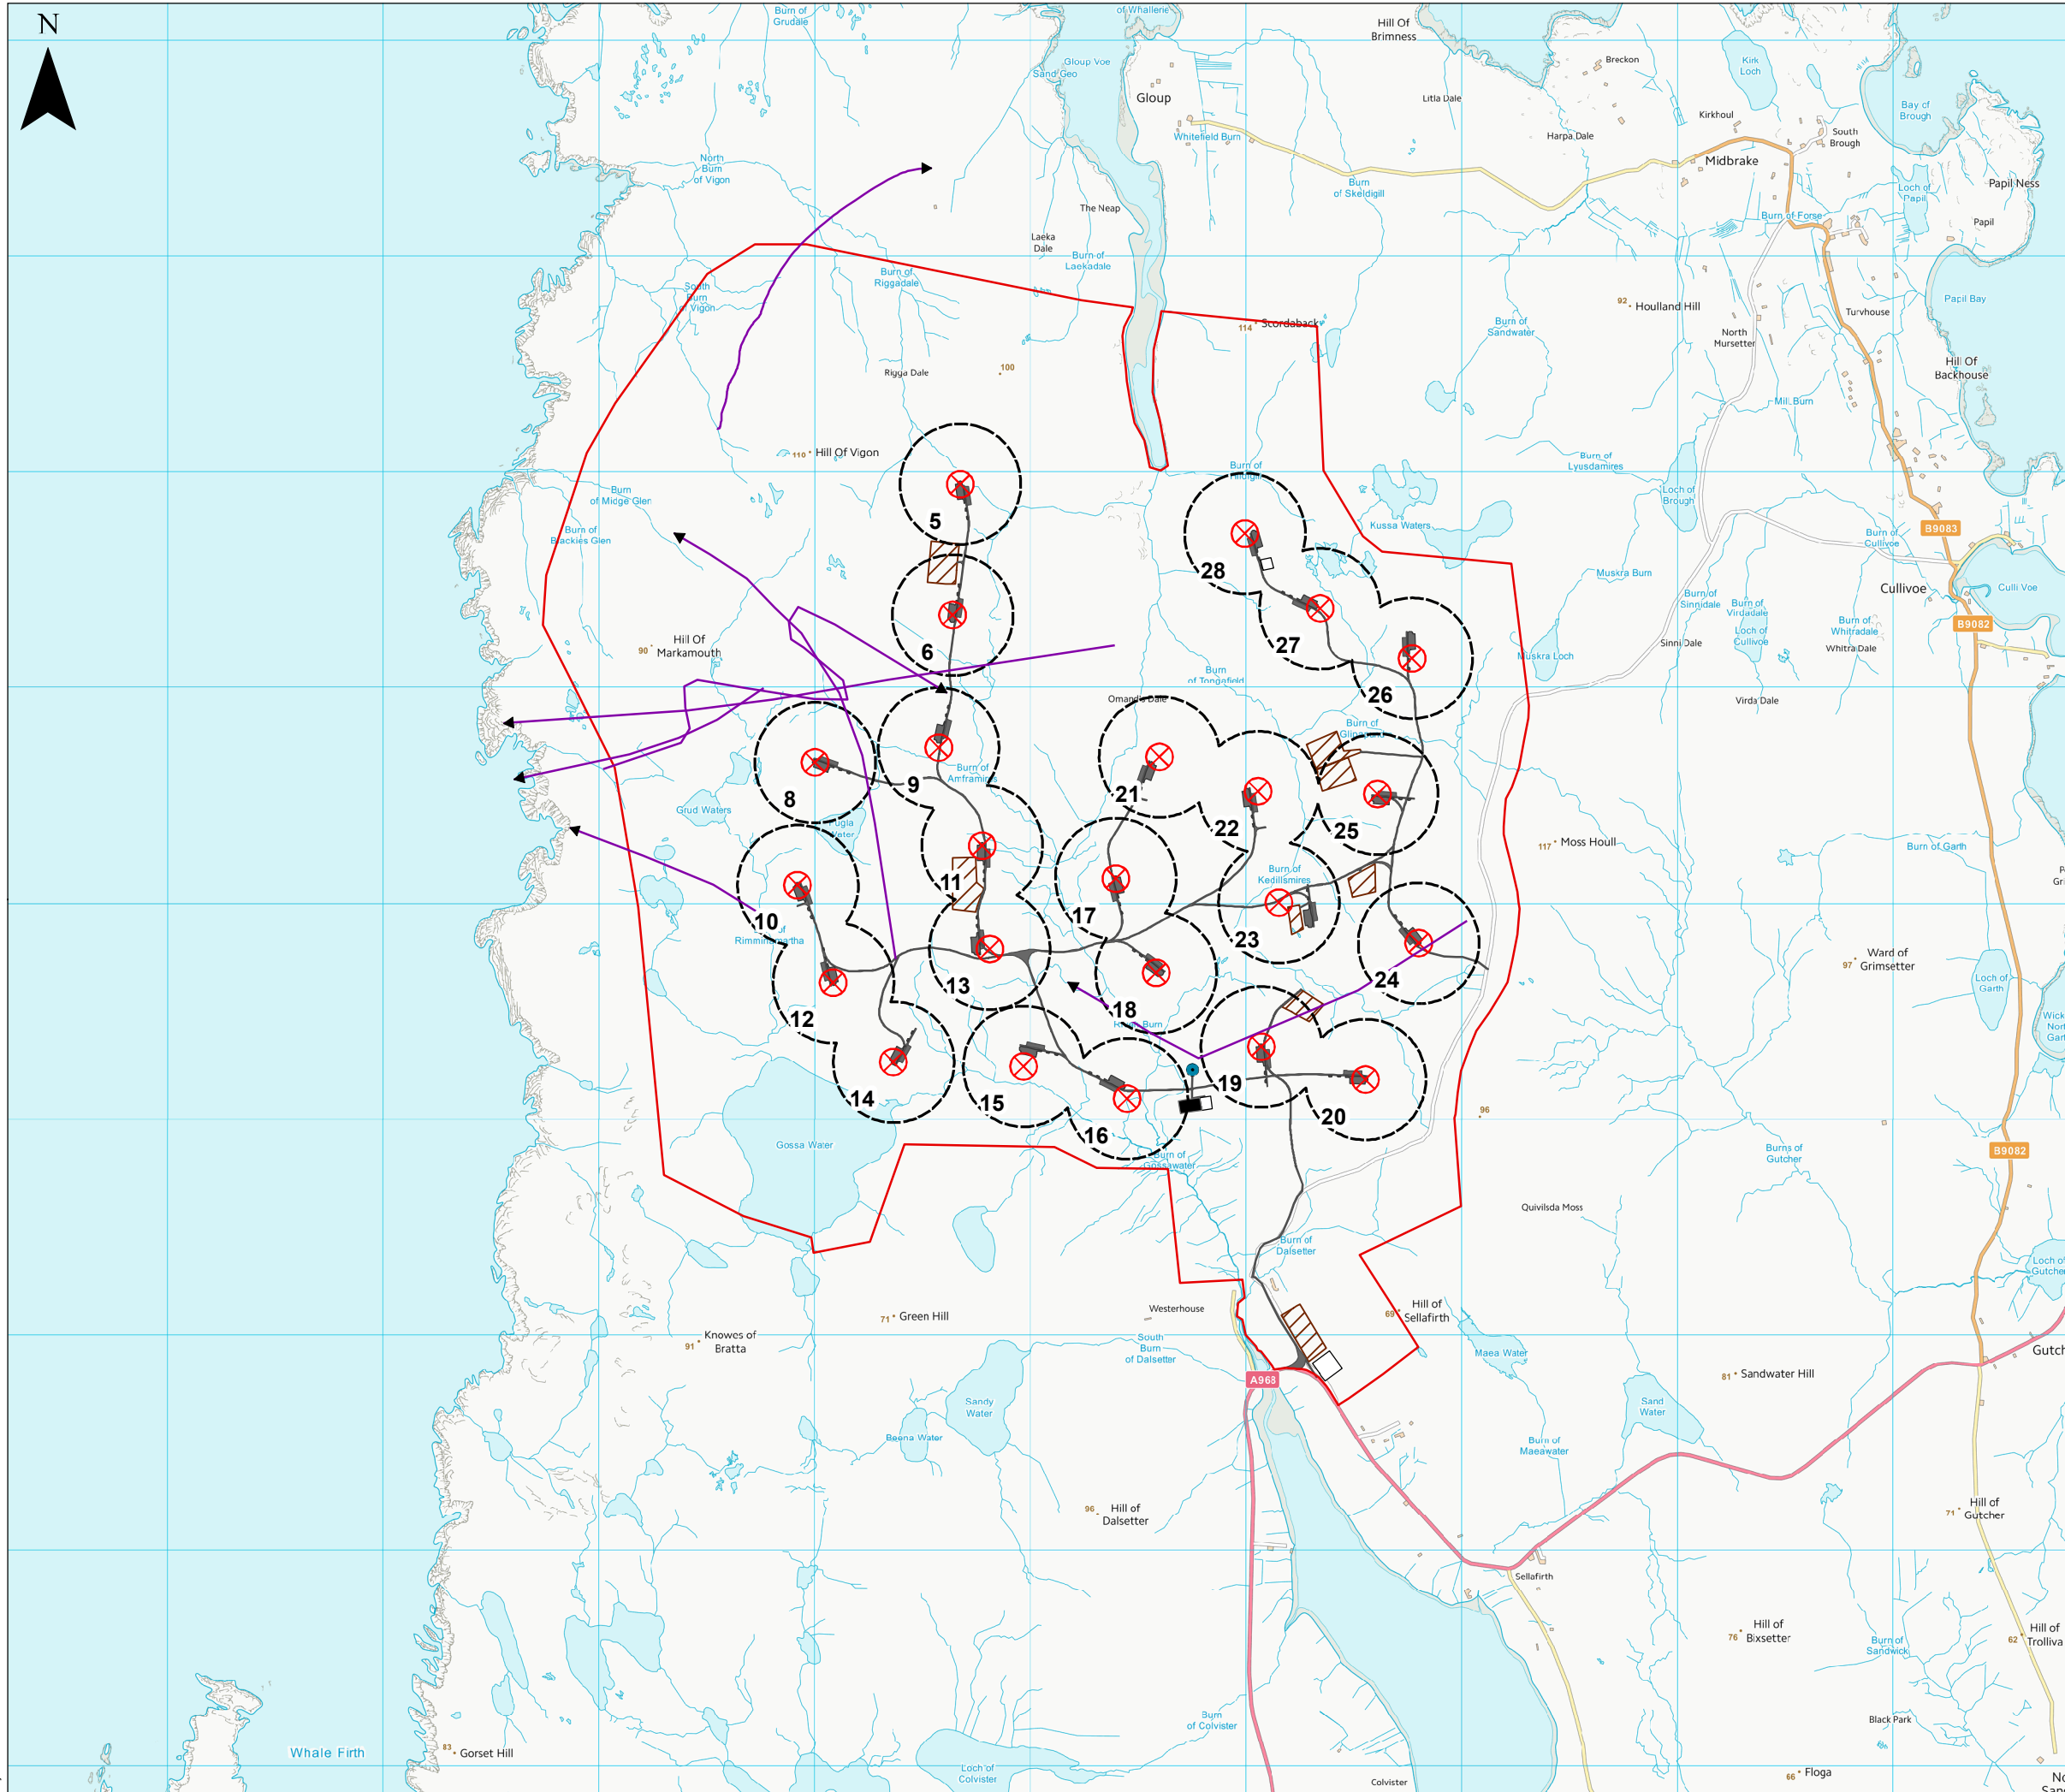 N
Burn of
Grudale
of Whallerie
Hill Of
Brimness
Gloup Voe
Sand Geo
Gloup
Breckon
Kirk
Loch
Litla Dale
Bay of
Brough
Kirkhoul
South
Brough
Whitefield Burn
Harpa Dale
Midbrake
North
Burn
of Vigon
Burn
of Skeldigill
Papil Ness
Loch of
Papil
The Neap
Burn of Forse
Papil
Laeka
Dale
Burn of
Laekadale
Burn of
Riggadale
South
Burn
of Vigon
Papil Bay
92
Houlland Hill
Turvhouse
114
Scordaback
Burn of
Sandwater
North
Mursetter
Rigga Dale
100
Hill Of
Backhouse
Mill Burn
110
Hill Of Vigon
Burn of
Lyusdamires
Burn of
Burn
of Midge Glen
Loch of
Brough
5
Kussa Waters
B9083
Burn of
Blackies Glen
Burn of
Cullivoe
28
Muskra Burn
Cullivoe
Culli Voe
Burn of
Sinnidale
Burn of
Virdadale
Loch of
Cullivoe
B9082
Burn of
Whitradale
27
90
Hill Of
Markamouth
6
Sinni Dale
Whitra Dale
Muskra Loch
Burn
of Tongafield
26
Omand's Dale
Virda Dale
Burn of
Burn of
9
8
21
Grud Waters
22
25
117
Moss Houll
Burn of Garth
Burn of
Kedillsmires
11
10
17
Rimminamartha
23
97
Ward of
Grimsetter
24
Loch of
Garth
13
18
12
19
14
15
20
96
16
Gossa Water
Burn of
Gossawater
Burns of
Gutcher
B9082
Quivilsda Moss
Burn of
Dalsetter
Loch of
Gutcher
Westerhouse
69
Hill of
Sellafirth
71
Green Hill
91
Knowes of
Bratta
South
Burn
of Dalsetter
Maea Water
A968
81
Sandwater Hill
Sandy
Water
Sand
Water
Beena Water
Burn of
Maeawater
96
Hill of
Dalsetter
71
Hill of
Gutcher
Sellafirth
76
Hill of
Bixsetter
62
Hill of
Trolliva
Burn of
Sandwick
Burn
of Colvister
Black Park
Whale Firth
83
Gorset Hill
Loch of
Colvister
Colvister
66
Floga